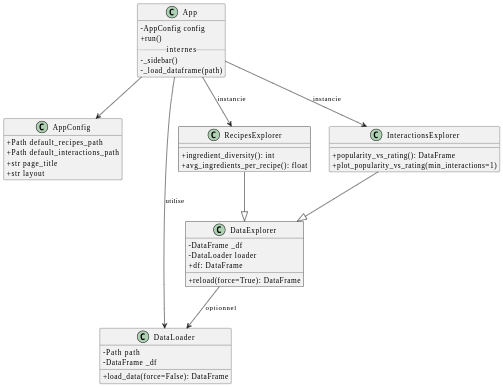 C App
-AppConfig config
+run()
internes
-_sidebar()
-_load_dataframe(path)
instancie
instancie
C AppConfig
+Path default_recipes_path
+Path default_interactions_path
+str page_title
+str layout
C RecipesExplorer
+ingredient_diversity(): int
+avg_ingredients_per_recipe(): float
C InteractionsExplorer
+popularity_vs_rating(): DataFrame
+plot_popularity_vs_rating(min_interactions=1)
utilise
C DataExplorer
-DataFrame _df
-DataLoader loader
+df: DataFrame
+reload(force=True): DataFrame
optionnel
C DataLoader
-Path path
-DataFrame _df
+load_data(force=False): DataFrame